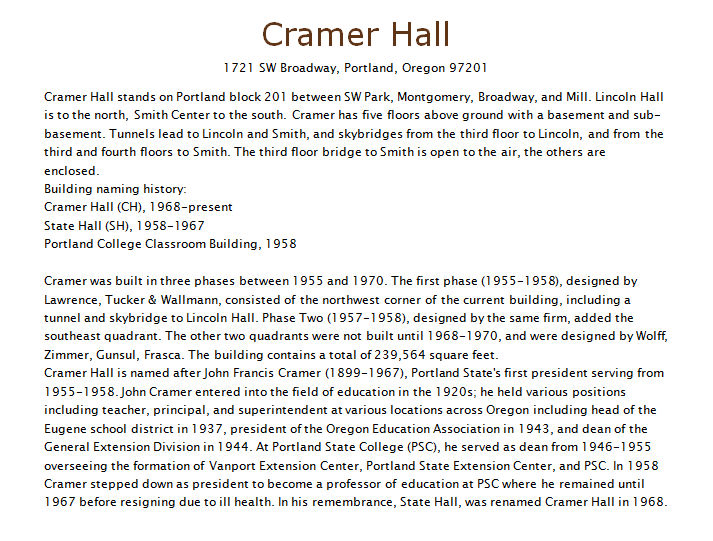 Cramer Hall
1721 SW Broadway, Portland, Oregon 97201
Cramer Hall stands on Portland block 201 between SW Park, Montgomery, Broadway, and Mill. Lincoln Hall
is to the north, Smith Center to the south. Cramer has five floors above ground with a basement and sub-
basement. Tunnels lead to Lincoln and Smith, and skybridges from the third floor to Lincoln, and from the
third and fourth floors to Smith. The third floor bridge to Smith is open to the air, the others are
enclosed.
Building naming history:
Cramer Hall (CH), 1968-present
State Hall (SH), 1958-1967
Portland College Classroom Building, 1958
Cramer was built in three phases between 1955 and 1970. The first phase (1955-1958), designed by
Lawrence, Tucker & Wallmann, consisted of the northwest corner of the current building, including a
tunnel and skybridge to Lincoln Hall. Phase Two (1957-1958), designed by the same firm, added the
southeast quadrant. The other two quadrants were not built until 1968-1970, and were designed by Wolff,
Zimmer, Gunsul, Frasca. The building contains a total of 239,564 square feet.
Cramer Hall is named after John Francis Cramer (1899-1967), Portland State's first president serving from
1955-1958. John Cramer entered into the field of education in the 1920s; he held various positions
including teacher, principal, and superintendent at various locations across Oregon including head of the
Eugene school district in 1937, president of the Oregon Education Association in 1943, and dean of the
General Extension Division in 1944. At Portland State College (PSC), he served as dean from 1946-1955
overseeing the formation of Vanport Extension Center, Portland State Extension Center, and PSC. In 1958
Cramer stepped down as president to become a professor of education at PSC where he remained until
1967 before resigning due to ill health. In his remembrance, State Hall, was renamed Cramer Hall in 1968.